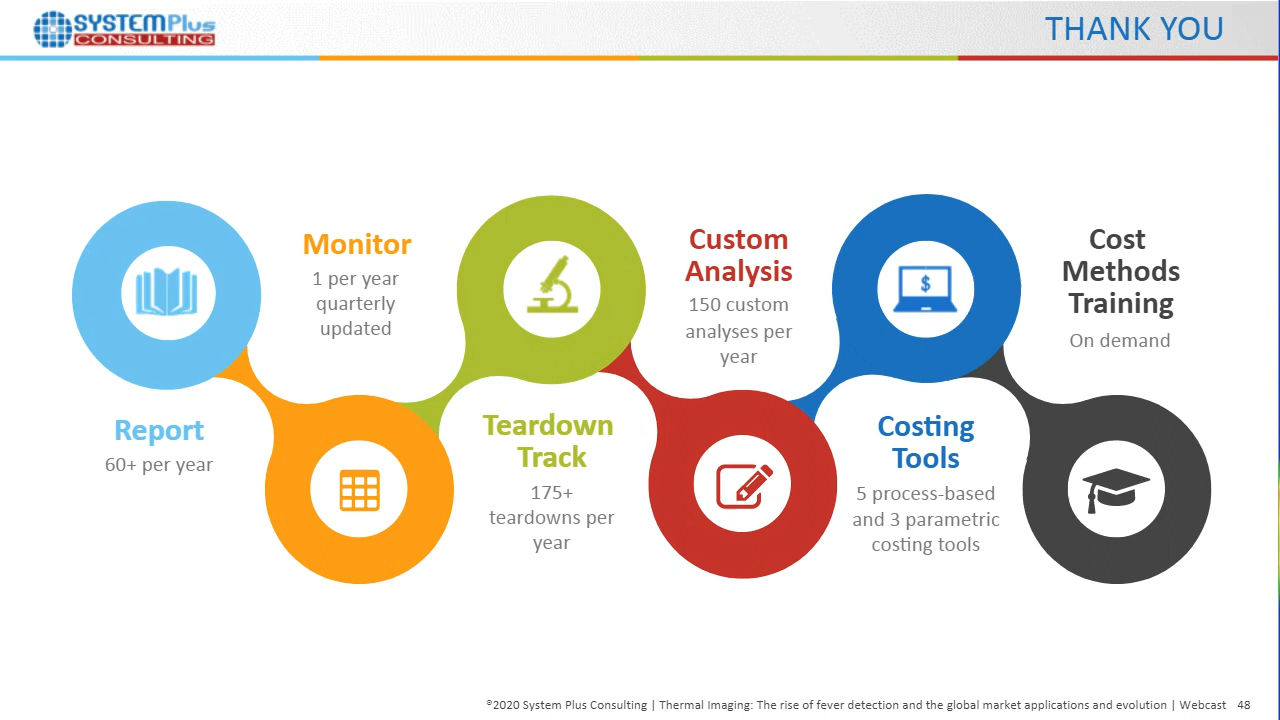 SYSTEMPlus
CONSULTING
THANK YOU
Report
60+ per year
Monitor
1 per year
quarterly
updated
Teardown
Track
175+
teardowns per
year
Custom
Analysis
150 custom
analyses per
year
$
Costing
Tools
5 process-based
and 3 parametric
costing tools
Cost
Methods
Training
On demand
©2020 System Plus Consulting | Thermal Imaging: The rise of fever detection and the global market applications and evolution | Webcast 48